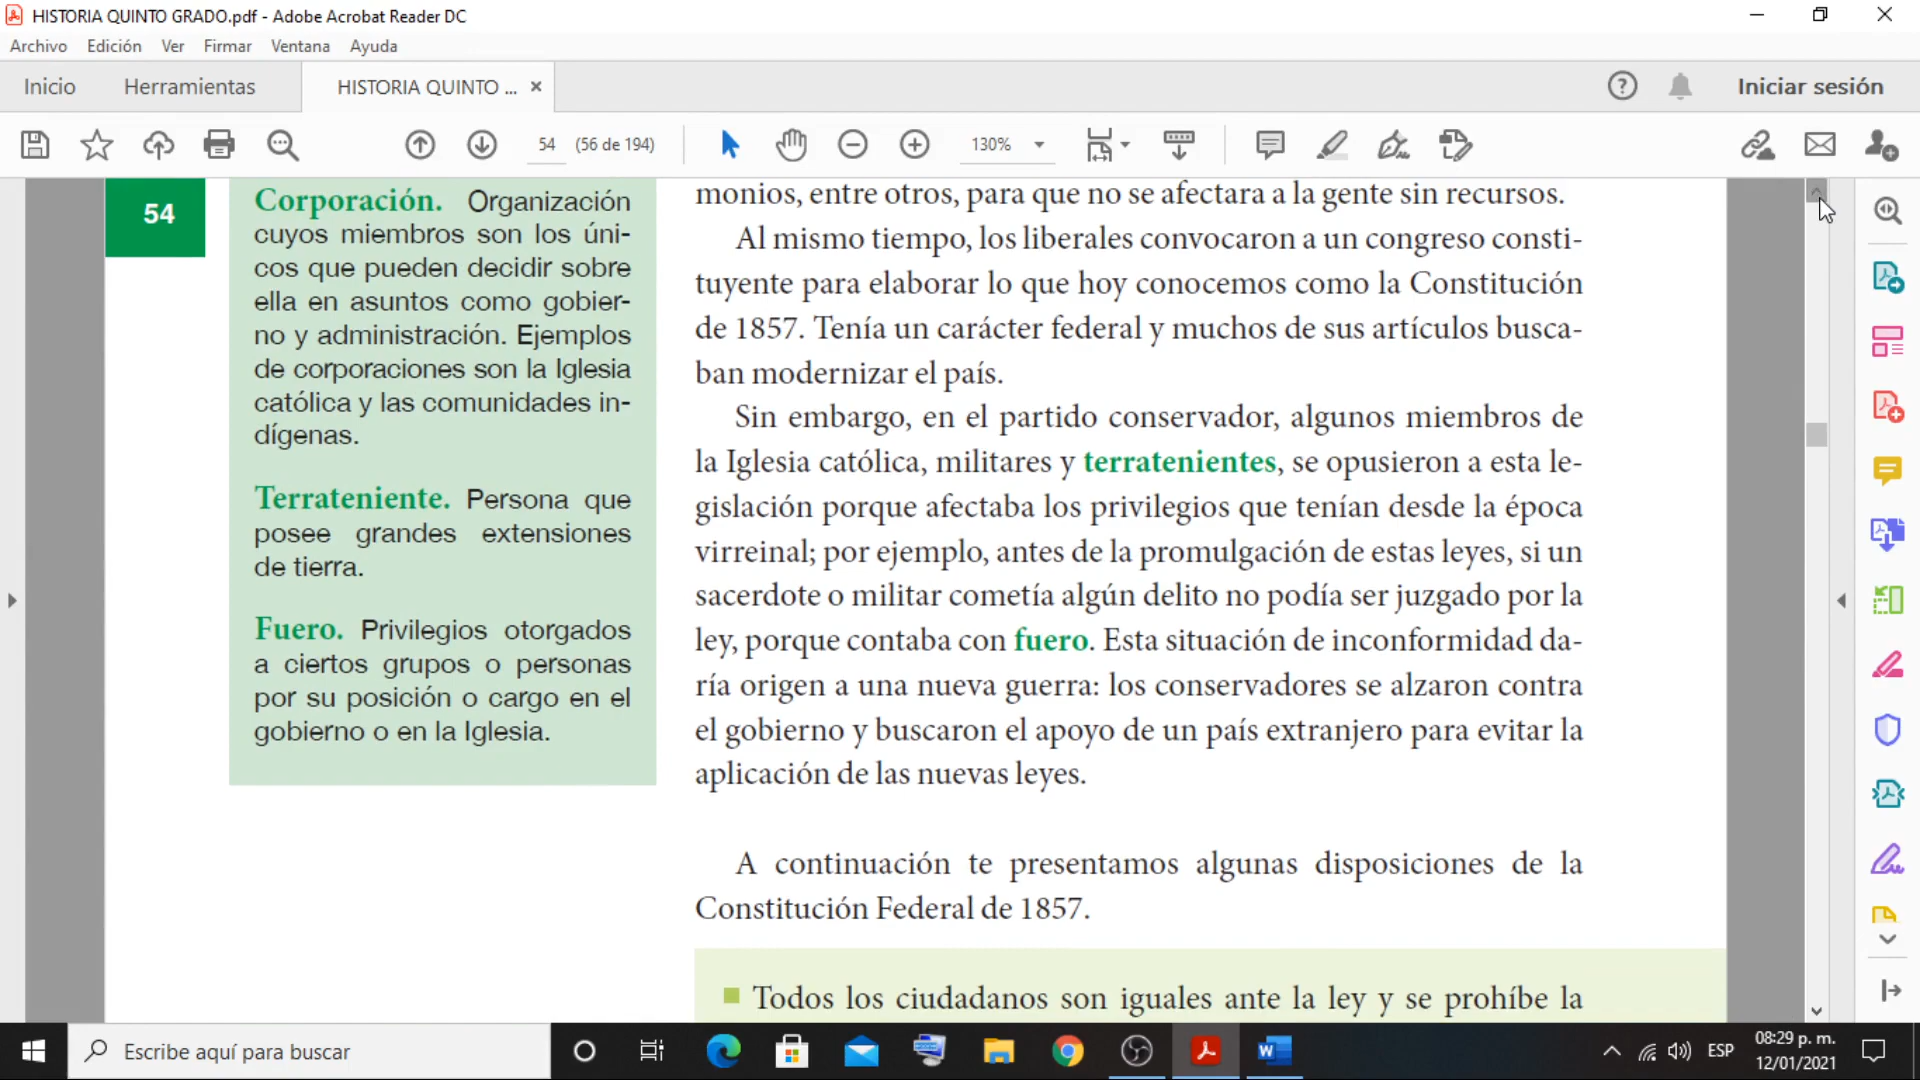 HISTORIA QUINTO GRADO.pdf - Adobe Acrobat Reader DC
Archivo Edición Ver Firmar Ventana Ayuda
Inicio Herramientas HISTORIA QUINTO ... × Iniciar sesión
54 (56 de 194) 130%
54
Corporación. Organización
cuyos miembros son los úni-
cos que pueden decidir sobre
ella en asuntos como gobier-
no y administración. Ejemplos
de corporaciones son la Iglesia
católica y las comunidades in-
dígenas.
Terrateniente. Persona que
posee grandes extensiones
de tierra.
Fuero. Privilegios otorgados
a ciertos grupos o personas
por su posición o cargo en el
gobierno o en la Iglesia.
monios, entre otros, para que no se afectara a la gente sin recursos.
Al mismo tiempo, los liberales convocaron a un congreso consti-
tuyente para elaborar lo que hoy conocemos como la Constitución
de 1857. Tenía un carácter federal y muchos de sus artículos busca-
ban modernizar el país.
Sin embargo, en el partido conservador, algunos miembros de
la Iglesia católica, militares y terratenientes, se opusieron a esta le-
gislación porque afectaba los privilegios que tenían desde la época
virreinal; por ejemplo, antes de la promulgación de estas leyes, si un
sacerdote o militar cometía algún delito no podía ser juzgado por la
ley, porque contaba con fuero. Esta situación de inconformidad da-
ría origen a una nueva guerra: los conservadores se alzaron contra
el gobierno y buscaron el apoyo de un país extranjero para evitar la
aplicación de las nuevas leyes.
A continuación te presentamos algunas disposiciones de la
Constitución Federal de 1857.
Todos los ciudadanos son iguales ante la ley y se prohíbe la
Escribe aquí para buscar
ESP
08:29 p. m.
12/01/2021